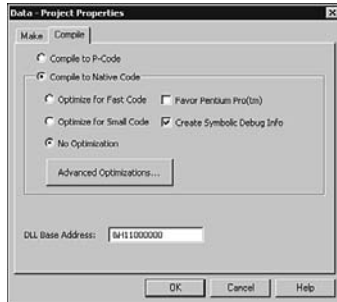 Data - Project Properties
Make Compile
Compile to P-Code
Compile to Native Code
Optimize for Fast Code Favor Pentium Pro(tm)
Optimize for Small Code Create Symbolic Debug Info
No Optimization
Advanced Optimizations...
DLL Base Address: &H11000000
OK Cancel Help